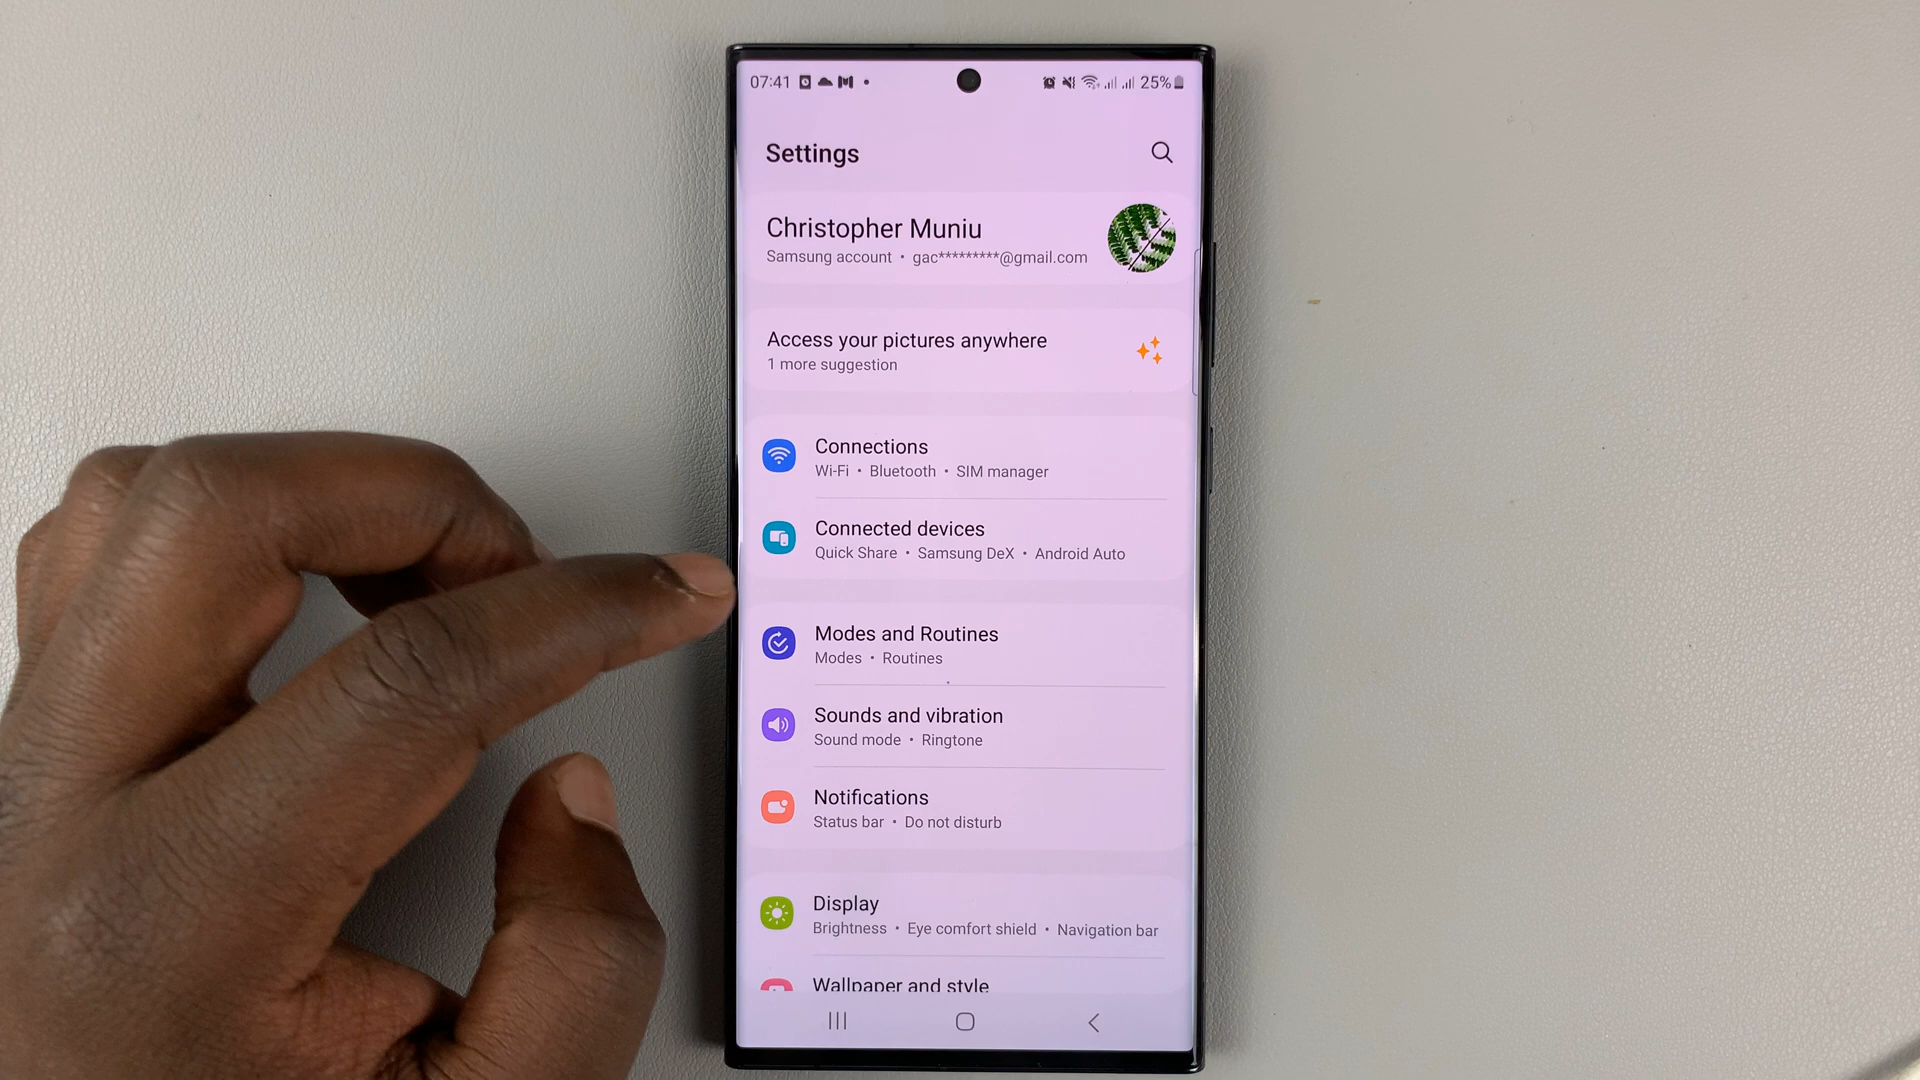 07:41 25%
Settings
Christopher Muniu
Samsung account • gac*********@gmail.com
Access your pictures anywhere
1 more suggestion
Connections
Wi-Fi • Bluetooth • SIM manager
Connected devices
Quick Share • Samsung DeX • Android Auto
Modes and Routines
Modes • Routines
Sounds and vibration
Sound mode • Ringtone
Notifications
Status bar • Do not disturb
Display
Brightness • Eye comfort shield • Navigation bar
Wallpaper and style